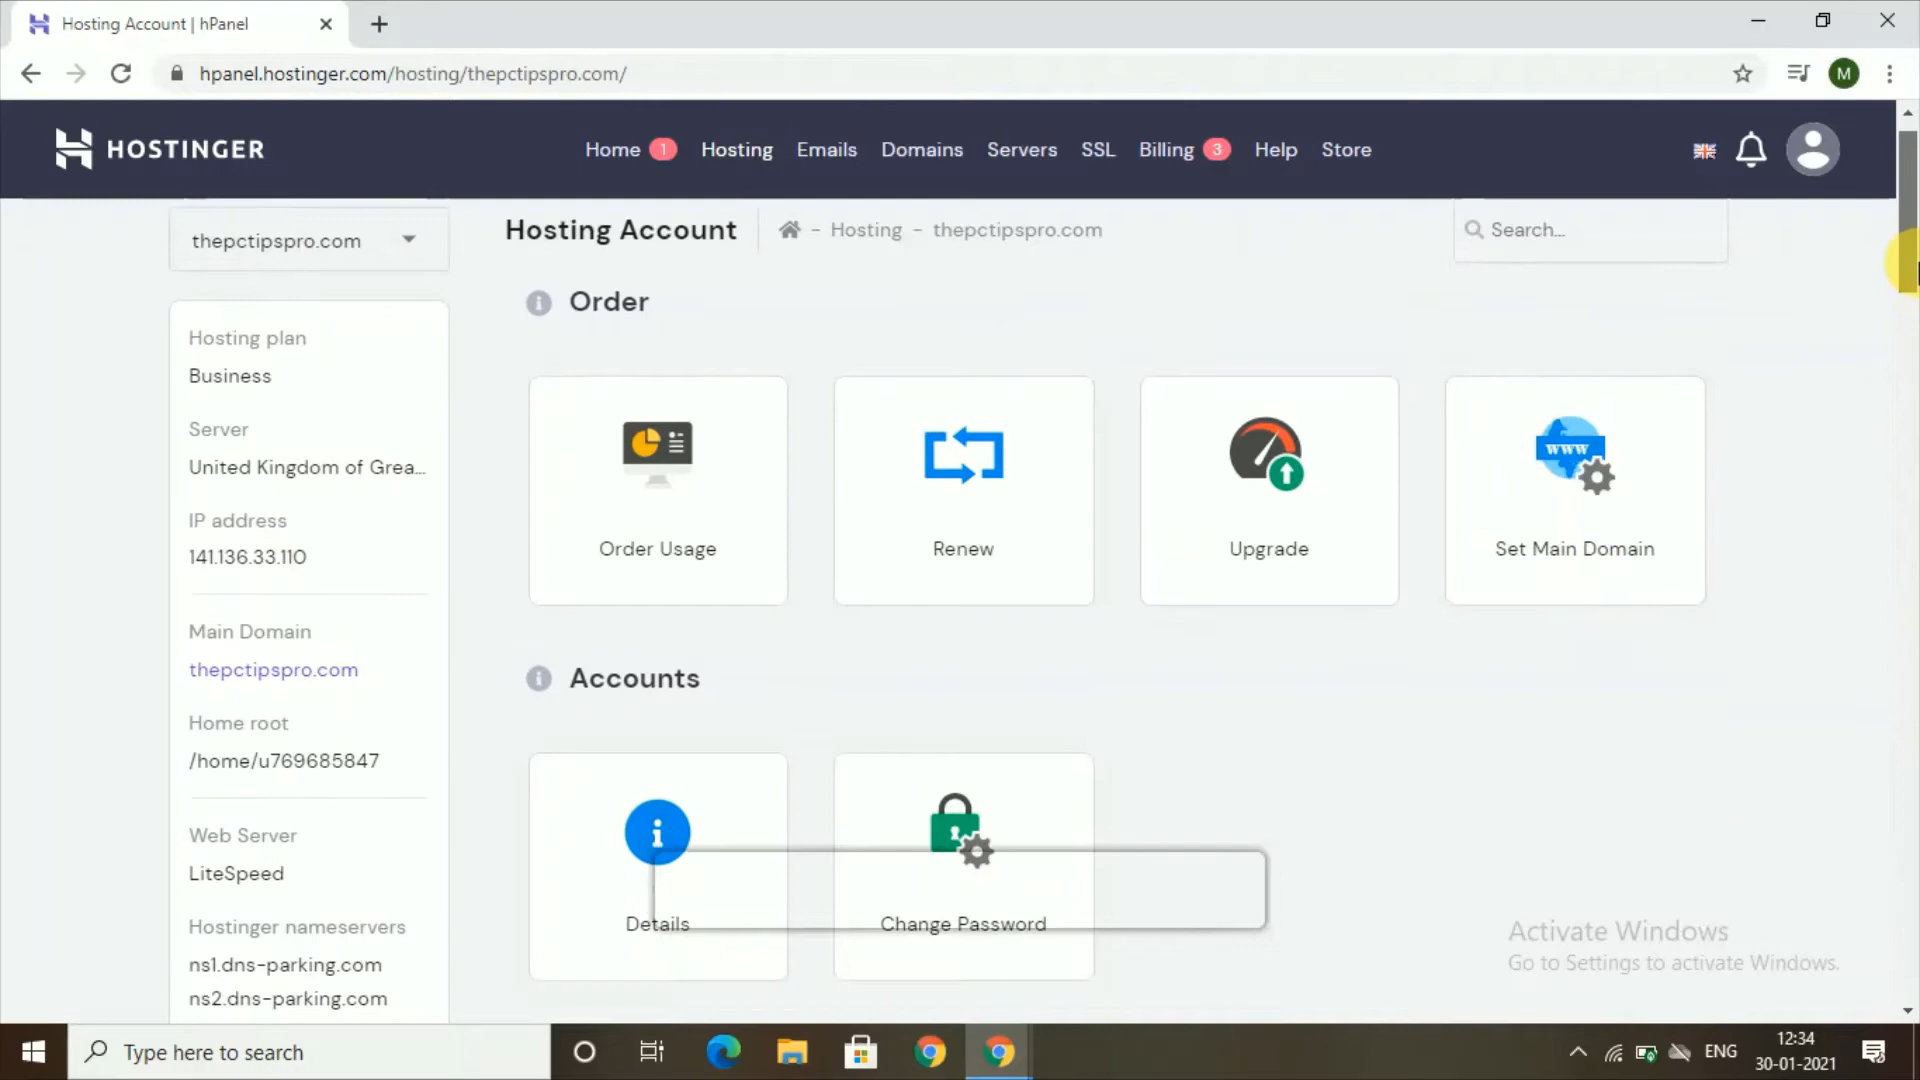 Hosting Account | hPanel
hpanel.hostinger.com/hosting/thepctipspro.com/
M
HOSTINGER
Home 1 Hosting Emails Domains Servers SSL Billing 3 Help Store
thepctipspro.com
Hosting Account
- Hosting - thepctipspro.com
Search...
Hosting plan
Business
Server
United Kingdom of Grea...
IP address
141.136.33.110
Main Domain
thepctipspro.com
Home root
/home/u769685847
Web Server
LiteSpeed
Hostinger nameservers
ns1.dns-parking.com
ns2.dns-parking.com
Order
Order Usage
Renew
Upgrade
www
Set Main Domain
Accounts
Details
Change Password
Activate Windows
Go to Settings to activate Windows.
Type here to search
ENG
12:34
30-01-2021